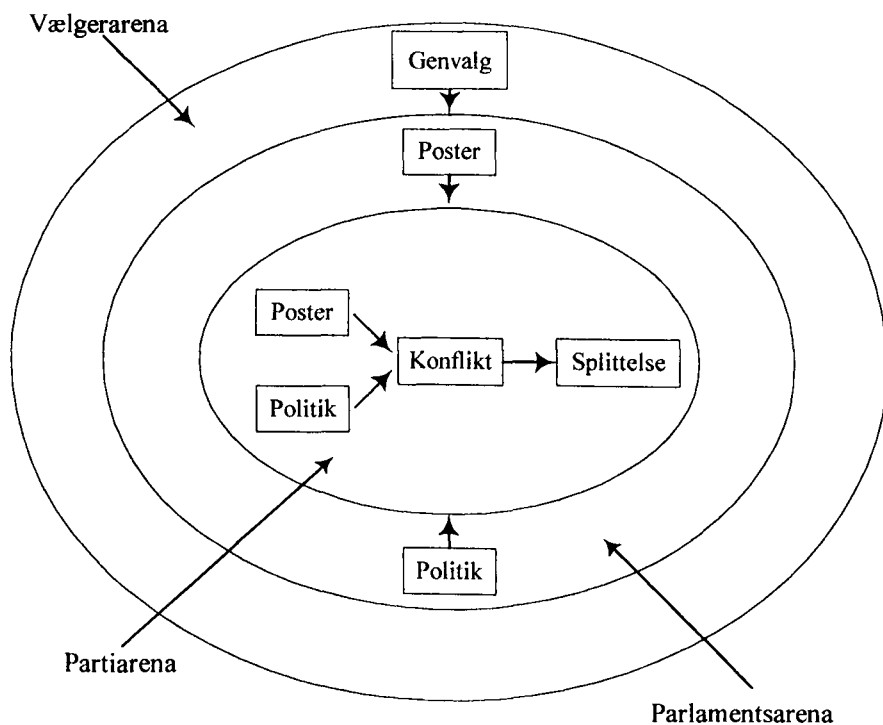 Vælgerarena
Genvalg
Poster
Poster
Konflikt
Splittelse
Politik
Politik
Partiarena
Parlamentsarena